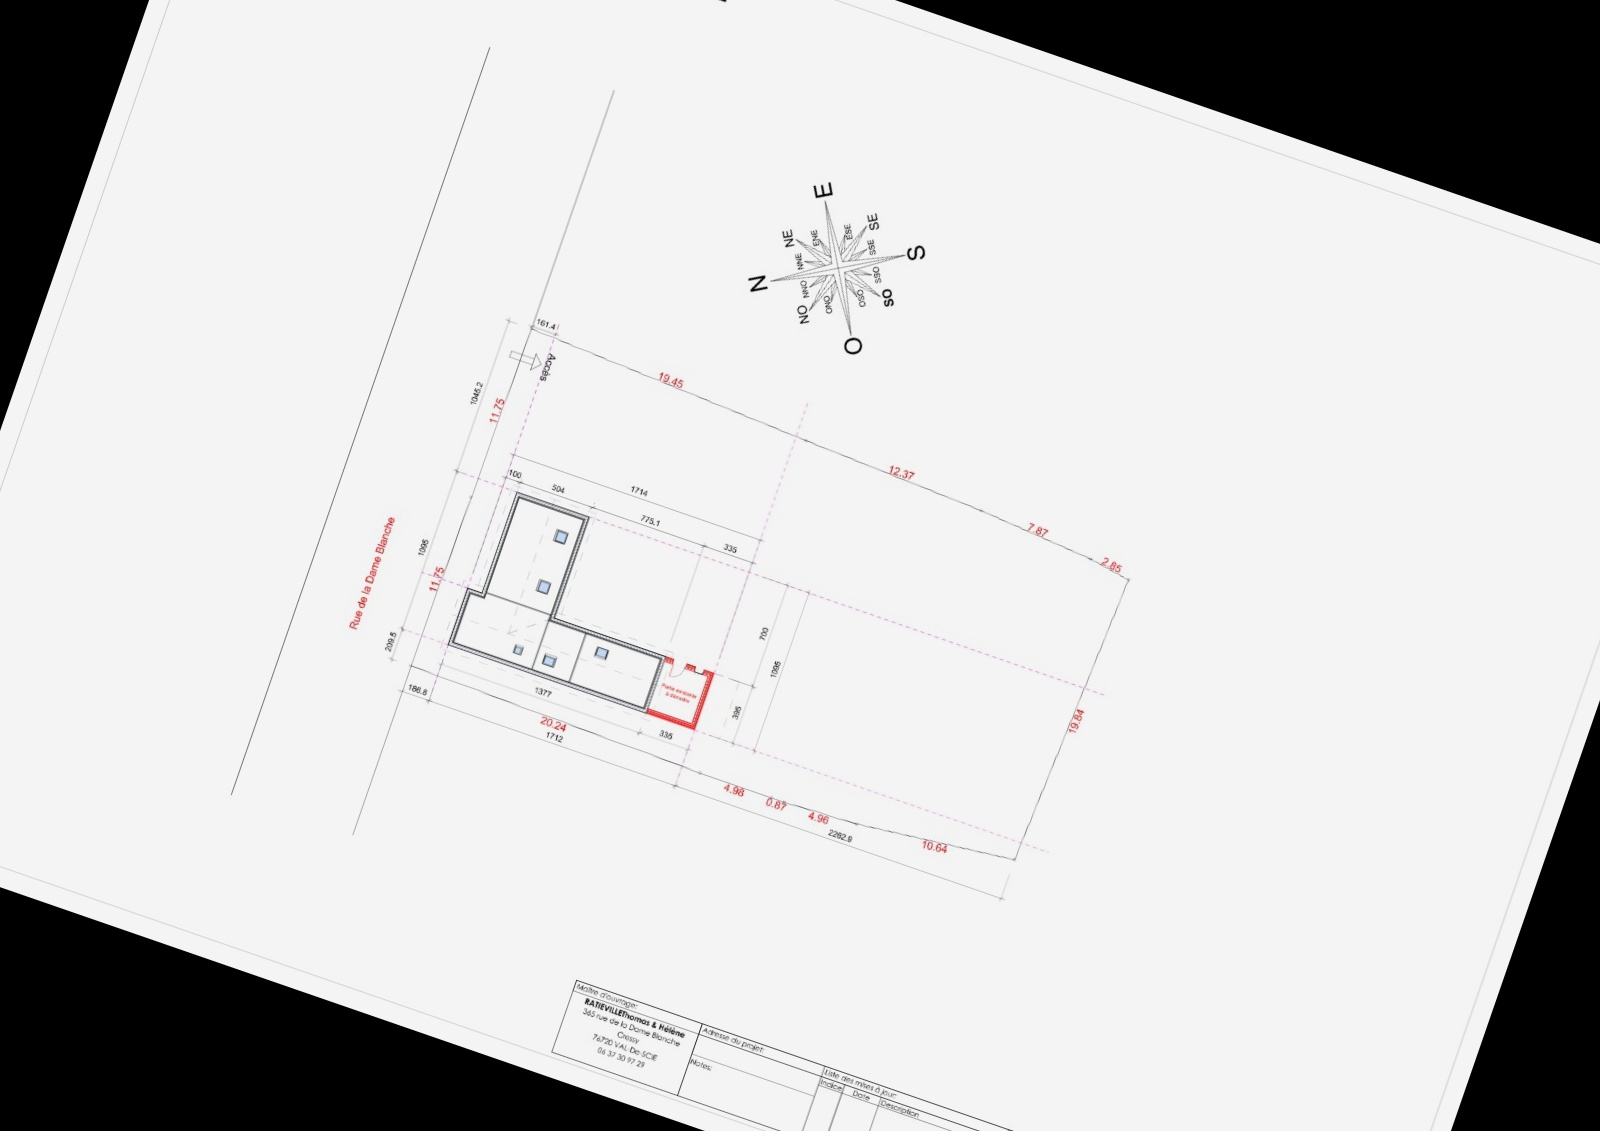 E
SE
ESE
SSE
S
SSO
SO
OSO
O
ONO
NO
NNO
N
NNE
NE
ENE
161.4
Accès
19.45
1045.2
11.75
12.37
7.87
2.85
100
504
1714
775.1
335
Rue de la Dame Blanche
1095
11.75
209.5
700
1095
395
19.84
186.8
1377
20.24
1712
335
4.98
0.87
4.96
2262.9
10.64
Maître d'ouvrage:
RATIEVILLEThomas & Hélène
365 rue de la Dame Blanche
Cressy
76720 VAL-De-SCIE
06 37 30 97 29
Adresse du projet:
Notes:
Liste des mises à jour:
Indice
Date
Description